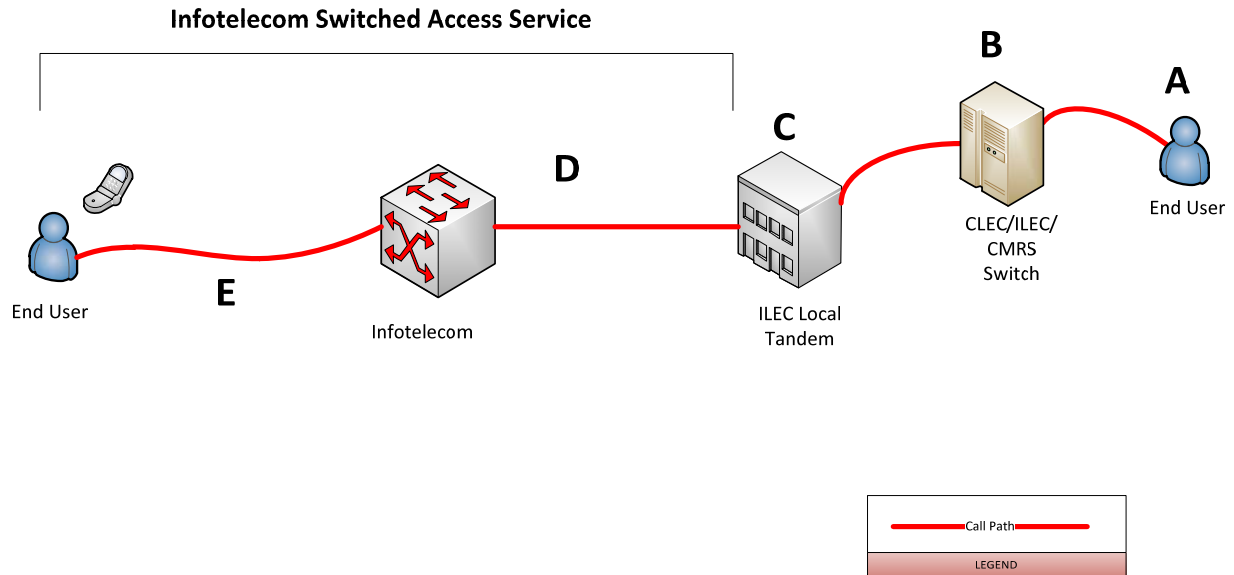 Infotelecom Switched Access Service
B
A
C
D
End User
CLEC/ILEC/
CMRS
Switch
E
End User
ILEC Local
Tandem
Infotelecom
Call Path
LEGEND